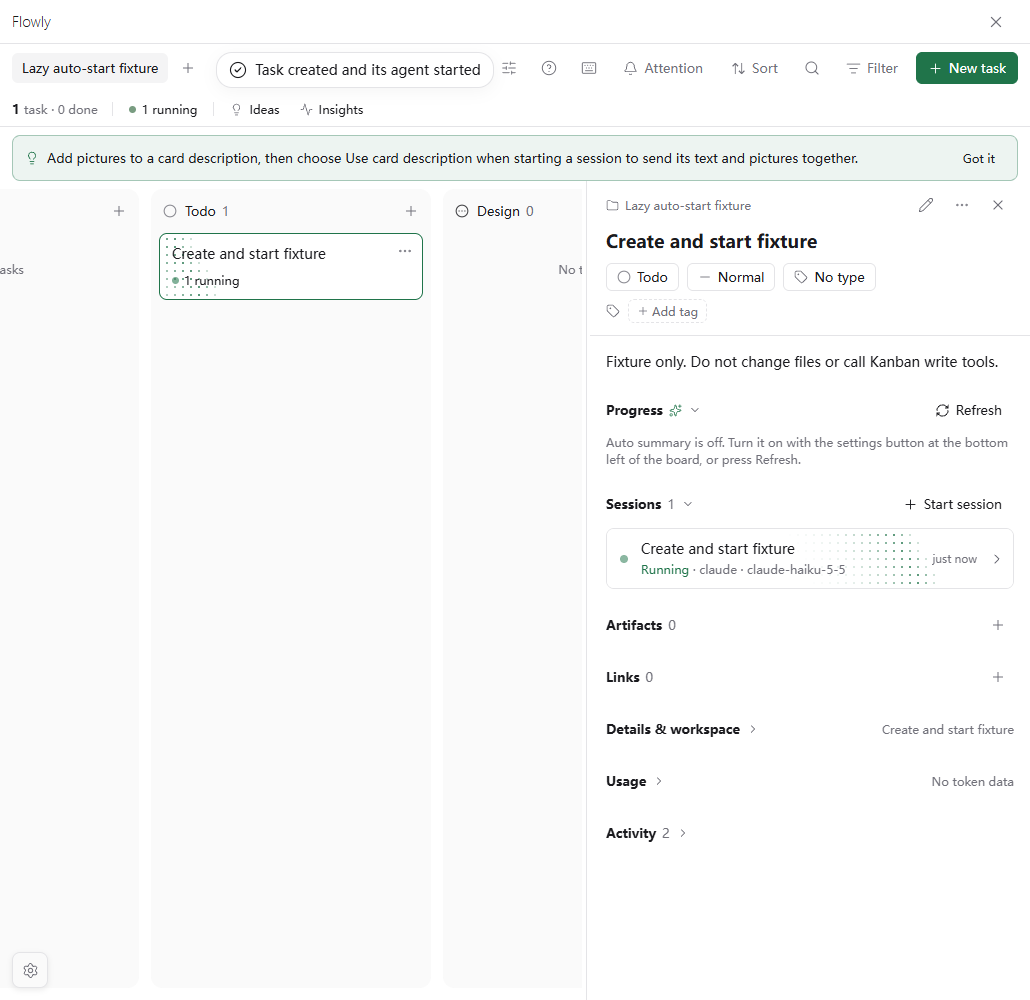 Flowly
Lazy auto-start fixture
Task created and its agent started
Attention
Sort
Filter
New task
1 task · 0 done
1 running
Ideas
Insights
Add pictures to a card description, then choose Use card description when starting a session to send its text and pictures together.
Got it
asks
Todo 1
Create and start fixture
1 running
Design 0
No t
Lazy auto-start fixture
Create and start fixture
Todo
Normal
No type
Add tag
Fixture only. Do not change files or call Kanban write tools.
Progress
Refresh
Auto summary is off. Turn it on with the settings button at the bottom
left of the board, or press Refresh.
Sessions 1
Start session
Create and start fixture
Running · claude · claude-haiku-5-5
just now
Artifacts 0
Links 0
Details & workspace
Create and start fixture
Usage
No token data
Activity 2